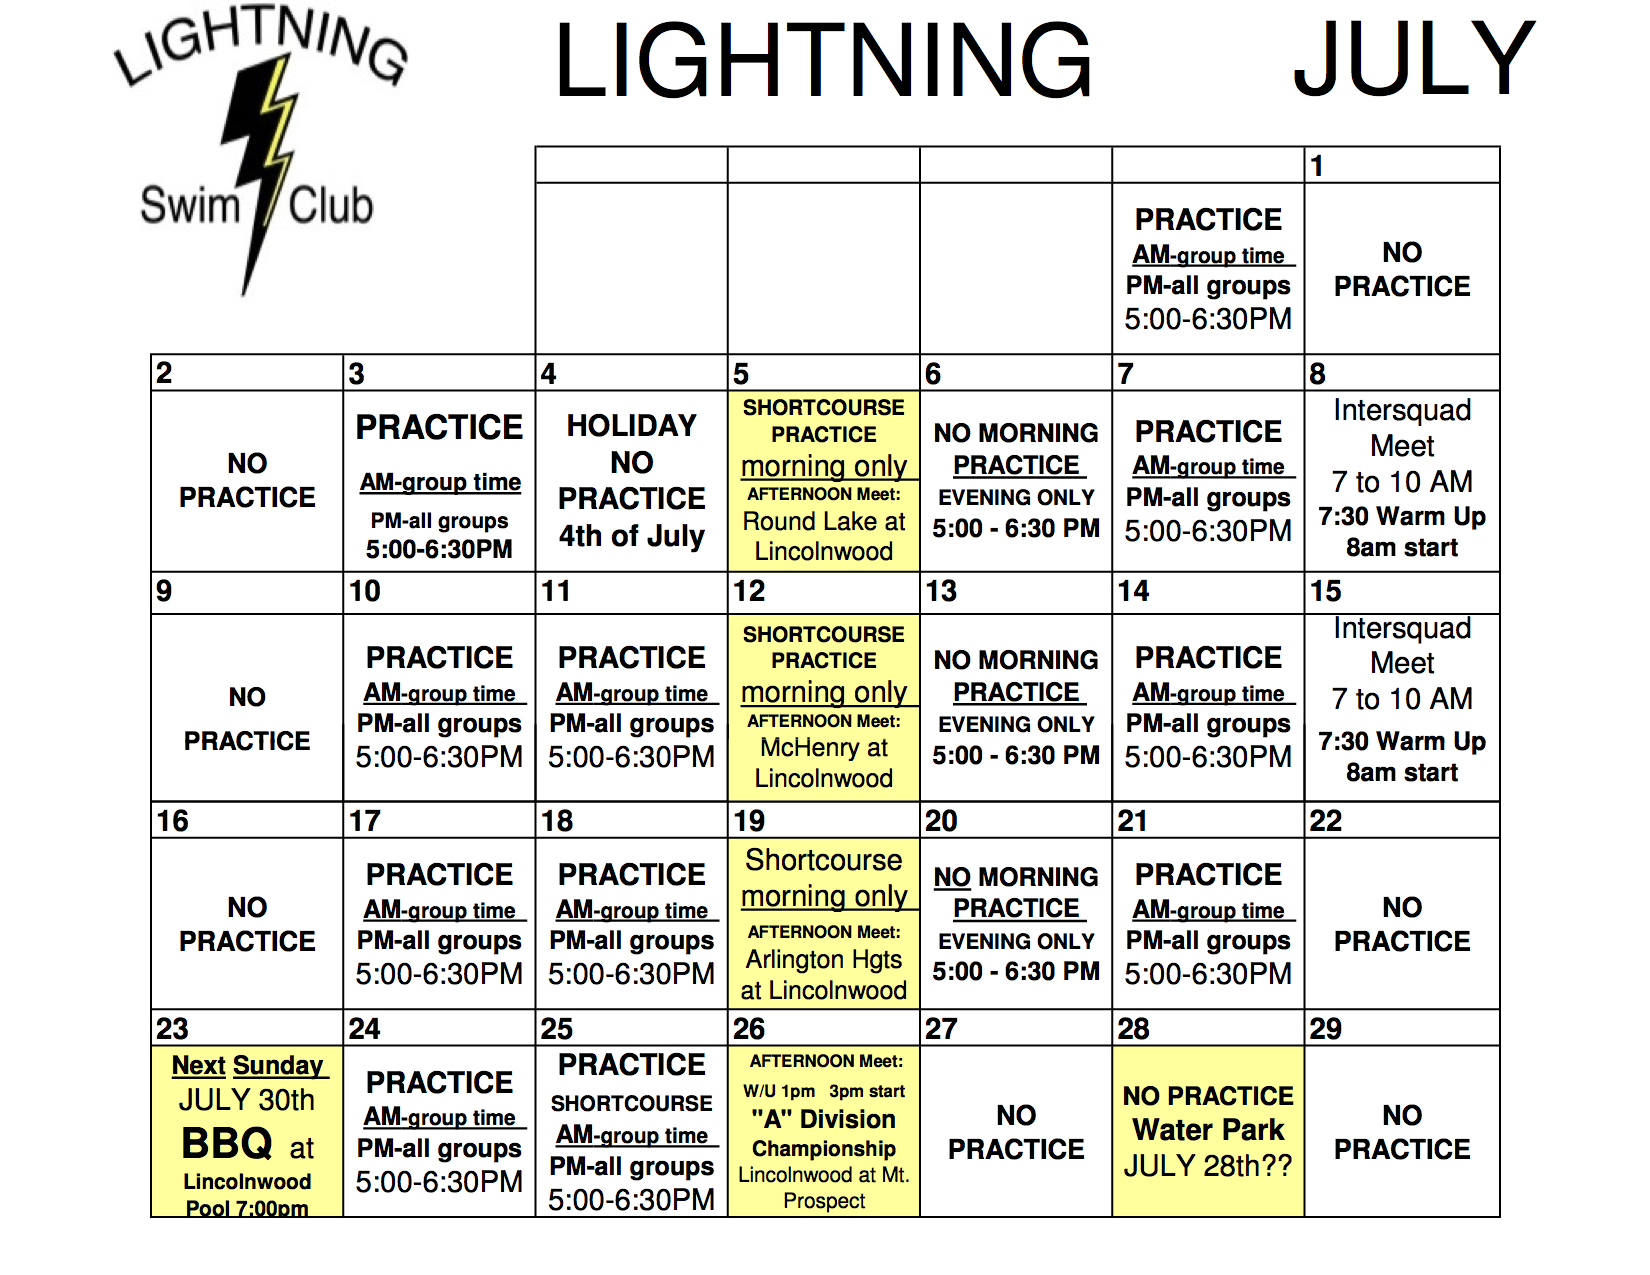 LIGHTNING
Swim Club
LIGHTNING JULY
1
PRACTICE
AM-group time
PM-all groups
5:00-6:30PM
NO
PRACTICE
2
3
4
5
6
7
8
NO
PRACTICE
PRACTICE
AM-group time
PM-all groups
5:00-6:30PM
HOLIDAY
NO
PRACTICE
4th of July
SHORTCOURSE
PRACTICE
morning only
AFTERNOON Meet:
Round Lake at
Lincolnwood
NO MORNING
PRACTICE
EVENING ONLY
5:00 - 6:30 PM
PRACTICE
AM-group time
PM-all groups
5:00-6:30PM
Intersquad
Meet
7 to 10 AM
7:30 Warm Up
8am start
9
10
11
12
13
14
15
NO
PRACTICE
PRACTICE
AM-group time
PM-all groups
5:00-6:30PM
PRACTICE
AM-group time
PM-all groups
5:00-6:30PM
SHORTCOURSE
PRACTICE
morning only
AFTERNOON Meet:
McHenry at
Lincolnwood
NO MORNING
PRACTICE
EVENING ONLY
5:00 - 6:30 PM
PRACTICE
AM-group time
PM-all groups
5:00-6:30PM
Intersquad
Meet
7 to 10 AM
7:30 Warm Up
8am start
16
17
18
19
20
21
22
NO
PRACTICE
PRACTICE
AM-group time
PM-all groups
5:00-6:30PM
PRACTICE
AM-group time
PM-all groups
5:00-6:30PM
Shortcourse
morning only
AFTERNOON Meet:
Arlington Hgts
at Lincolnwood
NO MORNING
PRACTICE
EVENING ONLY
5:00 - 6:30 PM
PRACTICE
AM-group time
PM-all groups
5:00-6:30PM
NO
PRACTICE
23
24
25
26
27
28
29
Next Sunday
JULY 30th
BBQ at
Lincolnwood
Pool 7:00pm
PRACTICE
AM-group time
PM-all groups
5:00-6:30PM
PRACTICE
SHORTCOURSE
AM-group time
PM-all groups
5:00-6:30PM
AFTERNOON Meet:
W/U 1pm 3pm start
"A" Division
Championship
Lincolnwood at Mt.
Prospect
NO
PRACTICE
NO PRACTICE
Water Park
JULY 28th??
NO
PRACTICE